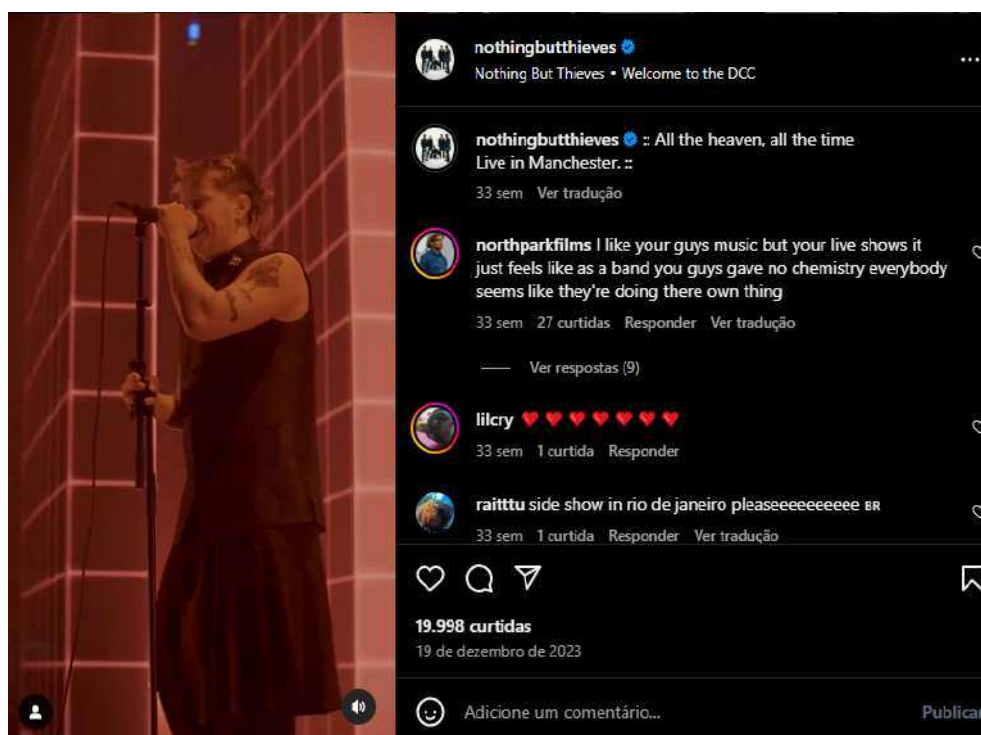 nothingbutthieves
Nothing But Thieves • Welcome to the DCC
nothingbutthieves :: All the heaven, all the time
Live in Manchester. ::
33 sem Ver tradução
northparkfilms I like your guys music but your live shows it
just feels like as a band you guys gave no chemistry everybody
seems like they're doing there own thing
33 sem 27 curtidas Responder Ver tradução
Ver respostas (9)
lilcry ❤️❤️❤️❤️❤️❤️❤️
33 sem 1 curtida Responder
raitttu side show in rio de janeiro pleaseeeeeeeeee BR
33 sem 1 curtida Responder Ver tradução
19.998 curtidas
19 de dezembro de 2023
Adicione um comentário...
Publicar